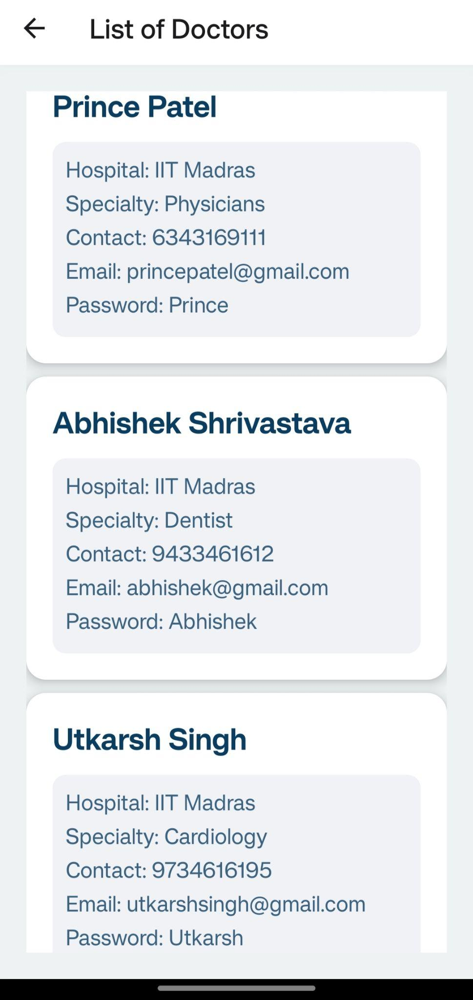 List of Doctors
Prince Patel
Hospital: IIT Madras
Specialty: Physicians
Contact: 6343169111
Email: princepatel@gmail.com
Password: Prince
Abhishek Shrivastava
Hospital: IIT Madras
Specialty: Dentist
Contact: 9433461612
Email: abhishek@gmail.com
Password: Abhishek
Utkarsh Singh
Hospital: IIT Madras
Specialty: Cardiology
Contact: 9734616195
Email: utkarshsingh@gmail.com
Password: Utkarsh